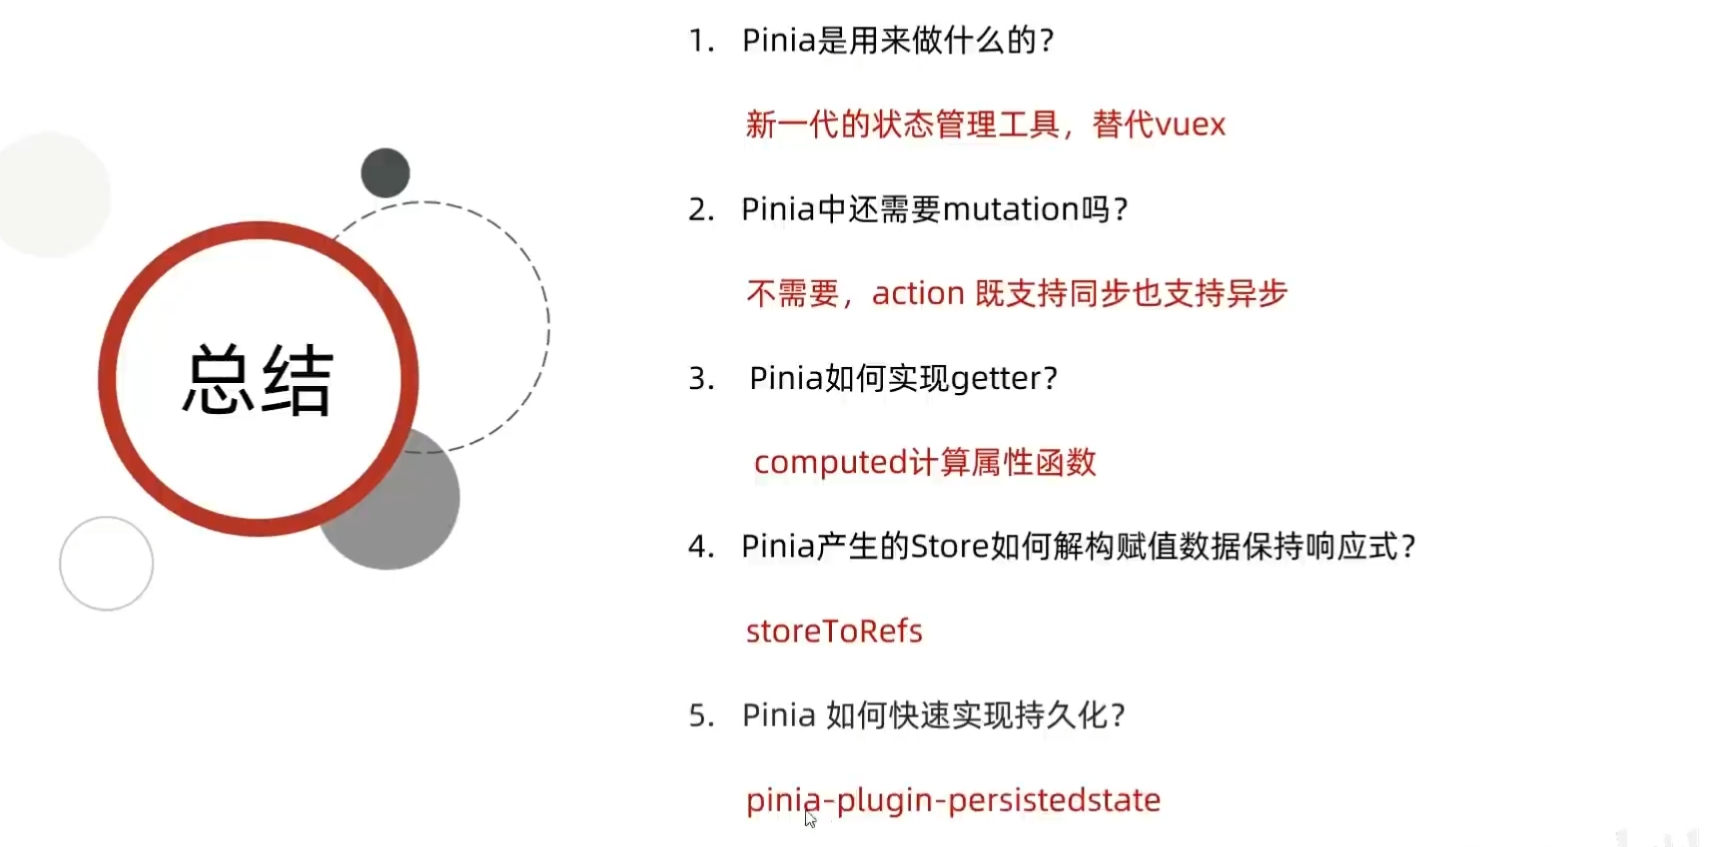 总结
1. Pinia是用来做什么的?
新一代的状态管理工具，替代vuex
2. Pinia中还需要mutation吗?
不需要，action 既支持同步也支持异步
3. Pinia如何实现getter?
computed计算属性函数
4. Pinia产生的Store如何解构赋值数据保持响应式?
storeToRefs
5. Pinia 如何快速实现持久化?
pinia-plugin-persistedstate